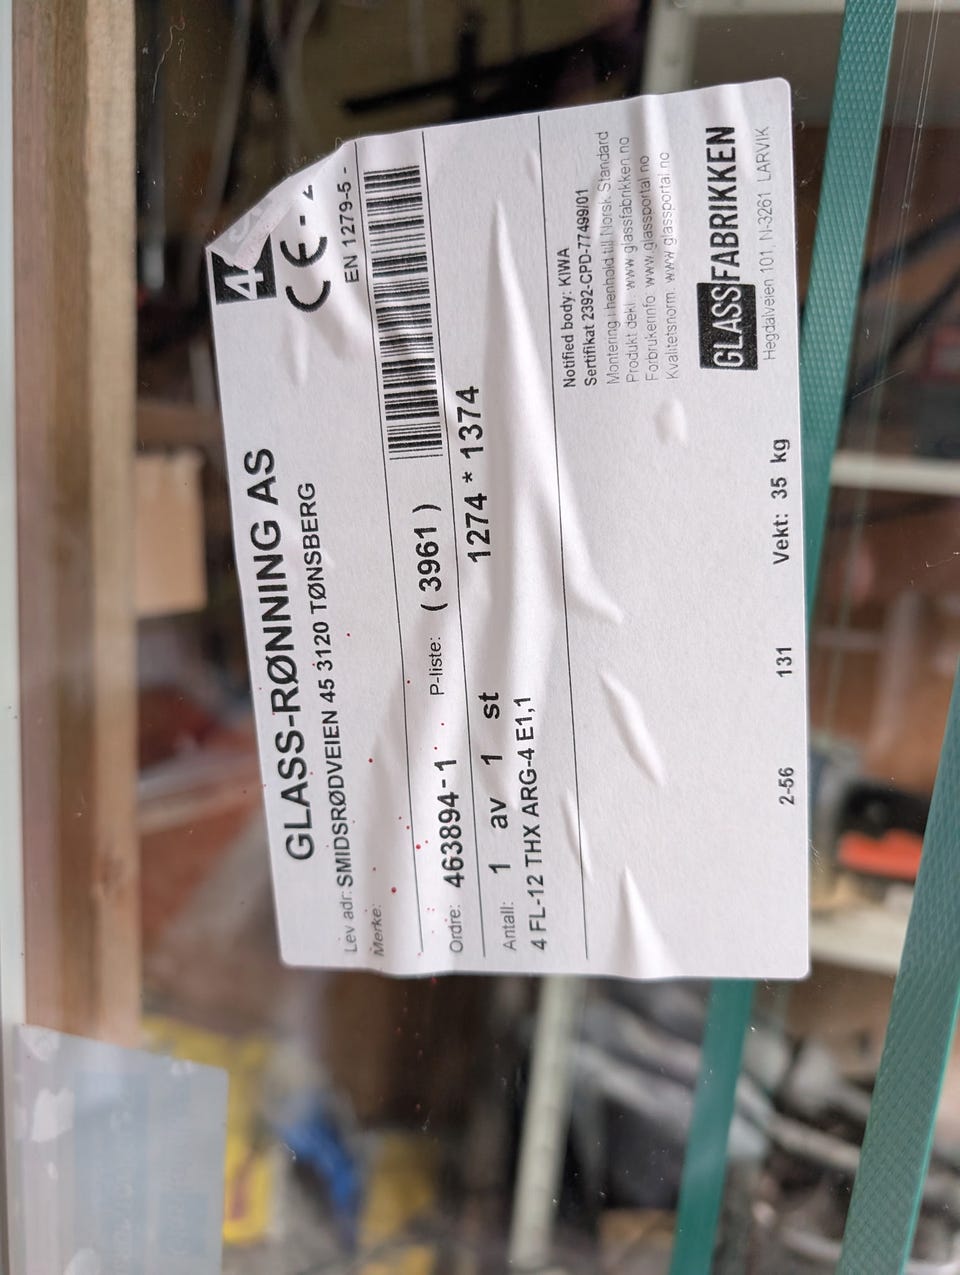 GLASS-RØNNING AS
4
Lev adr: SMIDSRØDVEIEN 45 3120 TØNSBERG
CE -
Merke:
EN 1279-5 -
Ordre: 463894-1 P-liste: ( 3961 )
Antall: 1 av 1 st 1274 * 1374
4 FL-12 THX ARG-4 E1,1
Notified body: KIWA
Sertifikat 2392-CPD-77499/01
Montering i henhold till Norsk Standard
Produkt dekl.: www.glassfabrikken.no
Forbrukerinfo: www.glassportal.no
Kvalitetsnorm: www.glassportal.no
GLASSFABRIKKEN
Hegdalveien 101, N-3261 LARVIK
2-56 131 Vekt: 35 kg